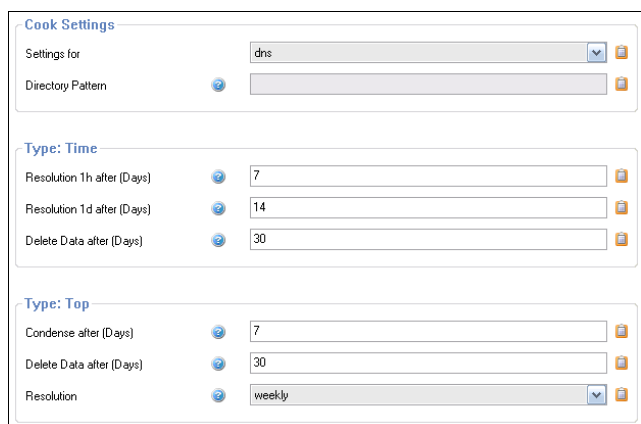 Cook Settings
Settings for dns
Directory Pattern
Type: Time
Resolution 1h after (Days) 7
Resolution 1d after (Days) 14
Delete Data after (Days) 30
Type: Top
Condense after (Days) 7
Delete Data after (Days) 30
Resolution weekly